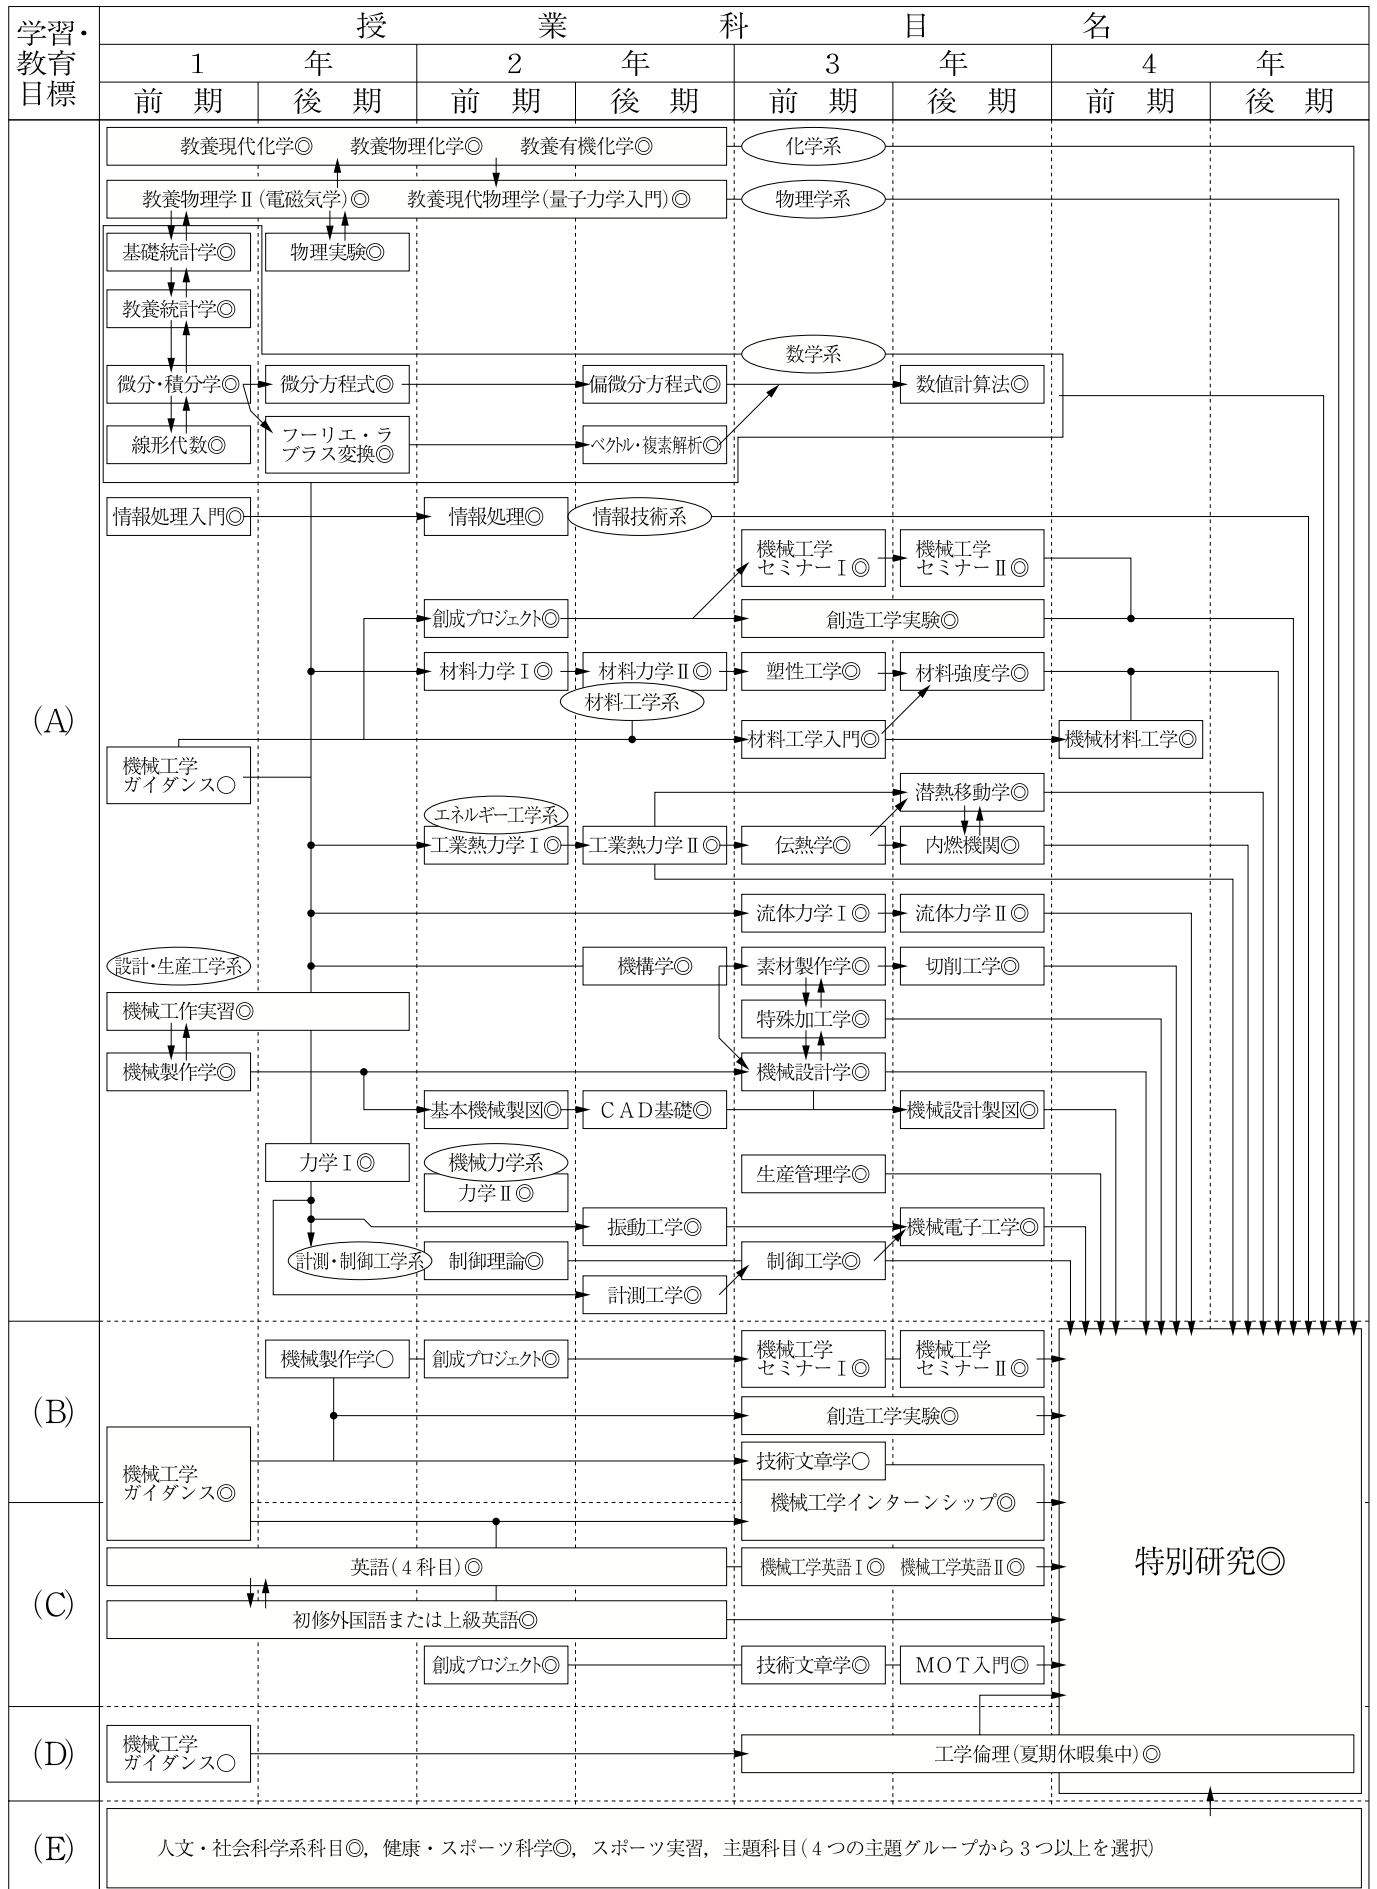 学習・教育目標
授業科目名
1年 2年 3年 4年
前期 後期 前期 後期 前期 後期 前期 後期
(A)
教養現代化学◎ 教養物理化学◎ 教養有機化学◎ 化学系
教養物理学Ⅱ(電磁気学)◎ 教養現代物理学(量子力学入門)◎ 物理学系
基礎統計学◎ 物理実験◎
教養統計学◎
数学系
微分・積分学◎ 微分方程式◎ 偏微分方程式◎ 数値計算法◎
線形代数◎
フーリエ・ラ
プラス変換◎
ベクトル・複素解析◎
情報処理入門◎ 情報処理◎ 情報技術系
機械工学
セミナーⅠ◎
機械工学
セミナーⅡ◎
創成プロジェクト◎ 創造工学実験◎
材料力学Ⅰ◎ 材料力学Ⅱ◎ 塑性工学◎ 材料強度学◎
材料工学系
材料工学入門◎ 機械材料工学◎
機械工学
ガイダンス○
潜熱移動学◎
エネルギー工学系
工業熱力学Ⅰ◎ 工業熱力学Ⅱ◎ 伝熱学◎ 内燃機関◎
流体力学Ⅰ◎ 流体力学Ⅱ◎
設計・生産工学系 機構学◎ 素材製作学◎ 切削工学◎
機械工作実習◎ 特殊加工学◎
機械製作学◎ 機械設計学◎
基本機械製図◎ CAD基礎◎ 機械設計製図◎
力学Ⅰ◎ 機械力学系
力学Ⅱ◎
生産管理学◎
振動工学◎ 機械電子工学◎
計測・制御工学系 制御理論◎ 制御工学◎
計測工学◎
(B)
機械製作学○ 創成プロジェクト◎
機械工学
セミナーⅠ◎
機械工学
セミナーⅡ◎
創造工学実験◎
技術文章学○
機械工学
ガイダンス◎
機械工学インターンシップ◎
特別研究◎
(C)
英語(4科目)◎ 機械工学英語Ⅰ◎ 機械工学英語Ⅱ◎
初修外国語または上級英語◎
創成プロジェクト◎ 技術文章学◎ MOT入門◎
(D)
機械工学
ガイダンス○
工学倫理(夏期休暇集中)◎
(E)
人文・社会科学系科目◎，健康・スポーツ科学◎，スポーツ実習，主題科目(4つの主題グループから3つ以上を選択)